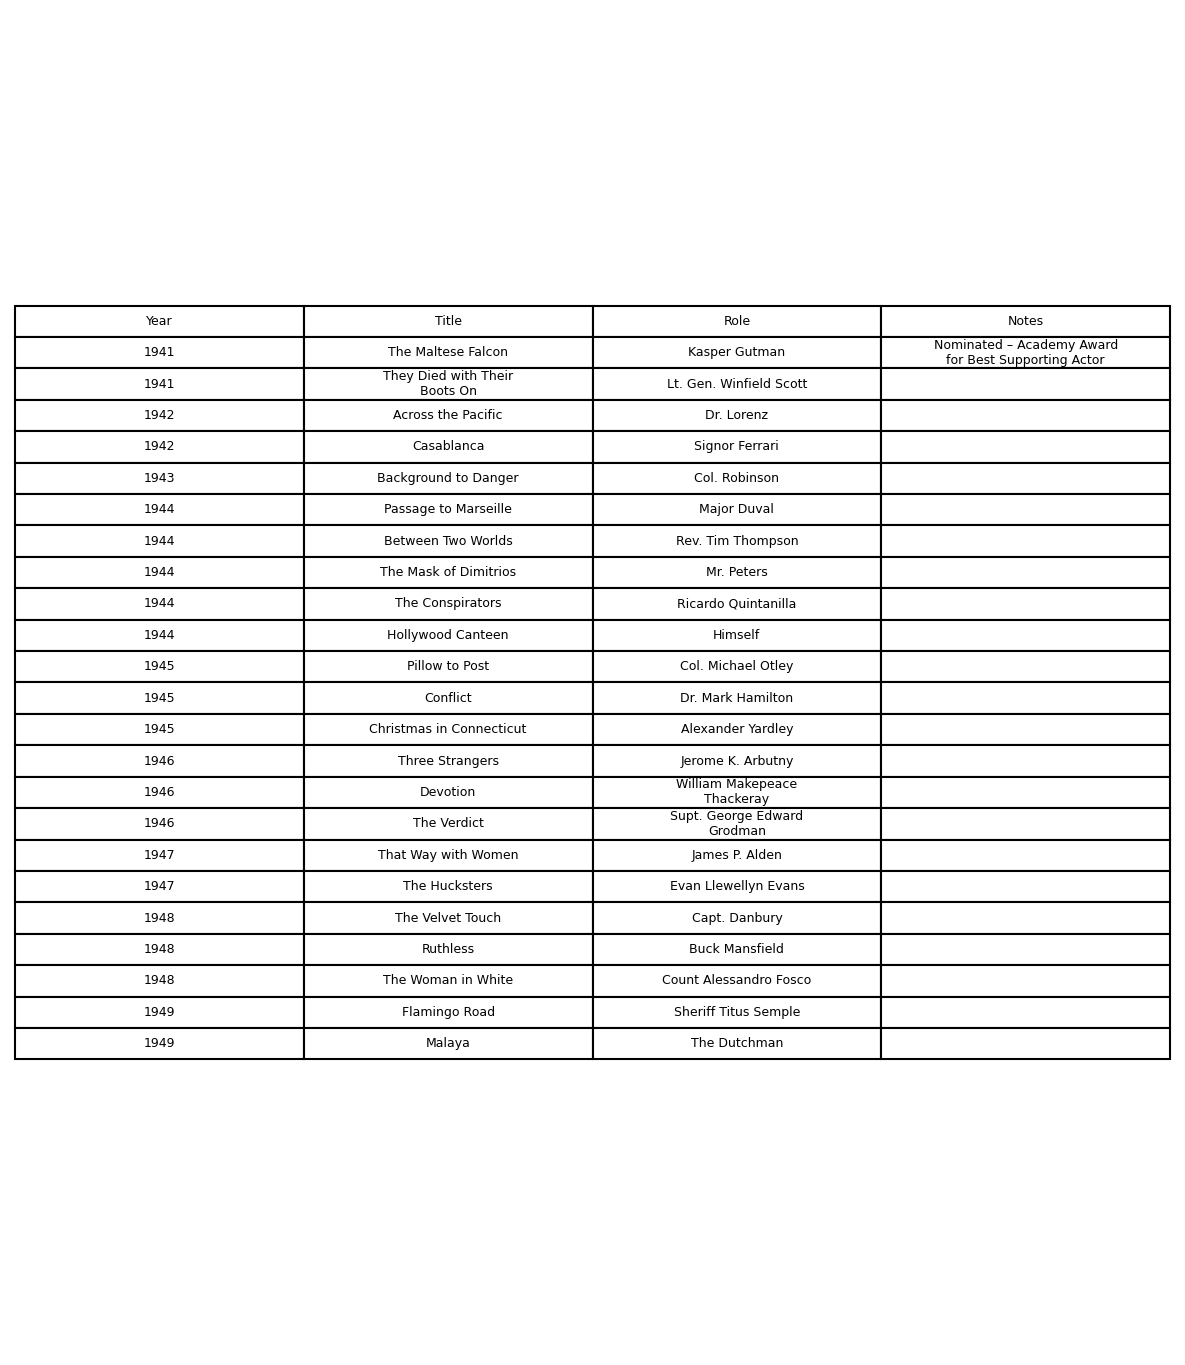 Year Title Role Notes
1941 The Maltese Falcon Kasper Gutman Nominated – Academy Award
for Best Supporting Actor
1941 They Died with Their
Boots On Lt. Gen. Winfield Scott
1942 Across the Pacific Dr. Lorenz
1942 Casablanca Signor Ferrari
1943 Background to Danger Col. Robinson
1944 Passage to Marseille Major Duval
1944 Between Two Worlds Rev. Tim Thompson
1944 The Mask of Dimitrios Mr. Peters
1944 The Conspirators Ricardo Quintanilla
1944 Hollywood Canteen Himself
1945 Pillow to Post Col. Michael Otley
1945 Conflict Dr. Mark Hamilton
1945 Christmas in Connecticut Alexander Yardley
1946 Three Strangers Jerome K. Arbutny
1946 Devotion William Makepeace
Thackeray
1946 The Verdict Supt. George Edward
Grodman
1947 That Way with Women James P. Alden
1947 The Hucksters Evan Llewellyn Evans
1948 The Velvet Touch Capt. Danbury
1948 Ruthless Buck Mansfield
1948 The Woman in White Count Alessandro Fosco
1949 Flamingo Road Sheriff Titus Semple
1949 Malaya The Dutchman